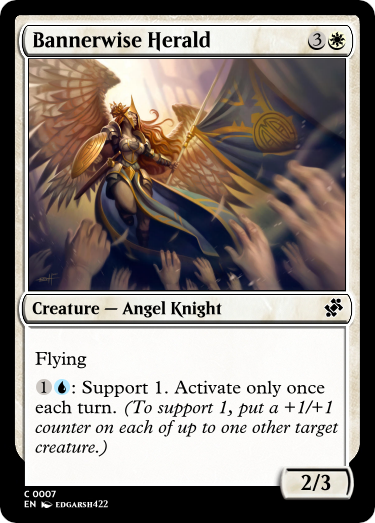 Bannerwise Herald 3
Creature — Angel Knight
Flying
1: Support 1. Activate only once
each turn. (To support 1, put a +1/+1
counter on each of up to one other target
creature.)
2/3
C 0007
EN EDGARSH422